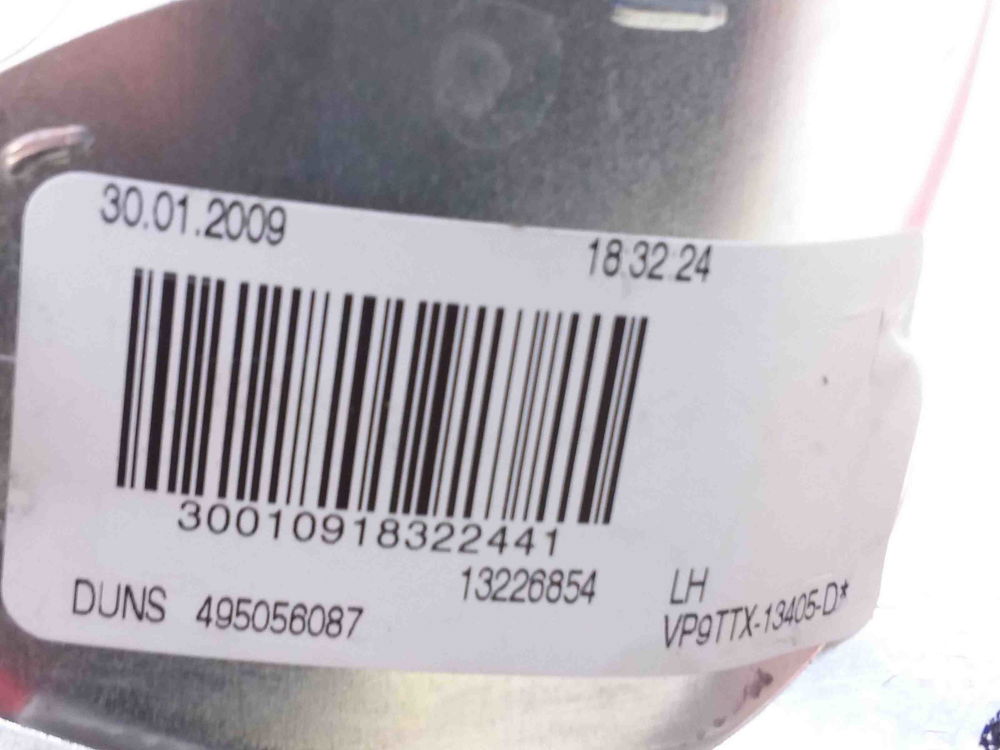 30.01.2009
18:32:24
30010918322441
13226854
LH
DUNS 495056087
VP9TTX-13405-D*